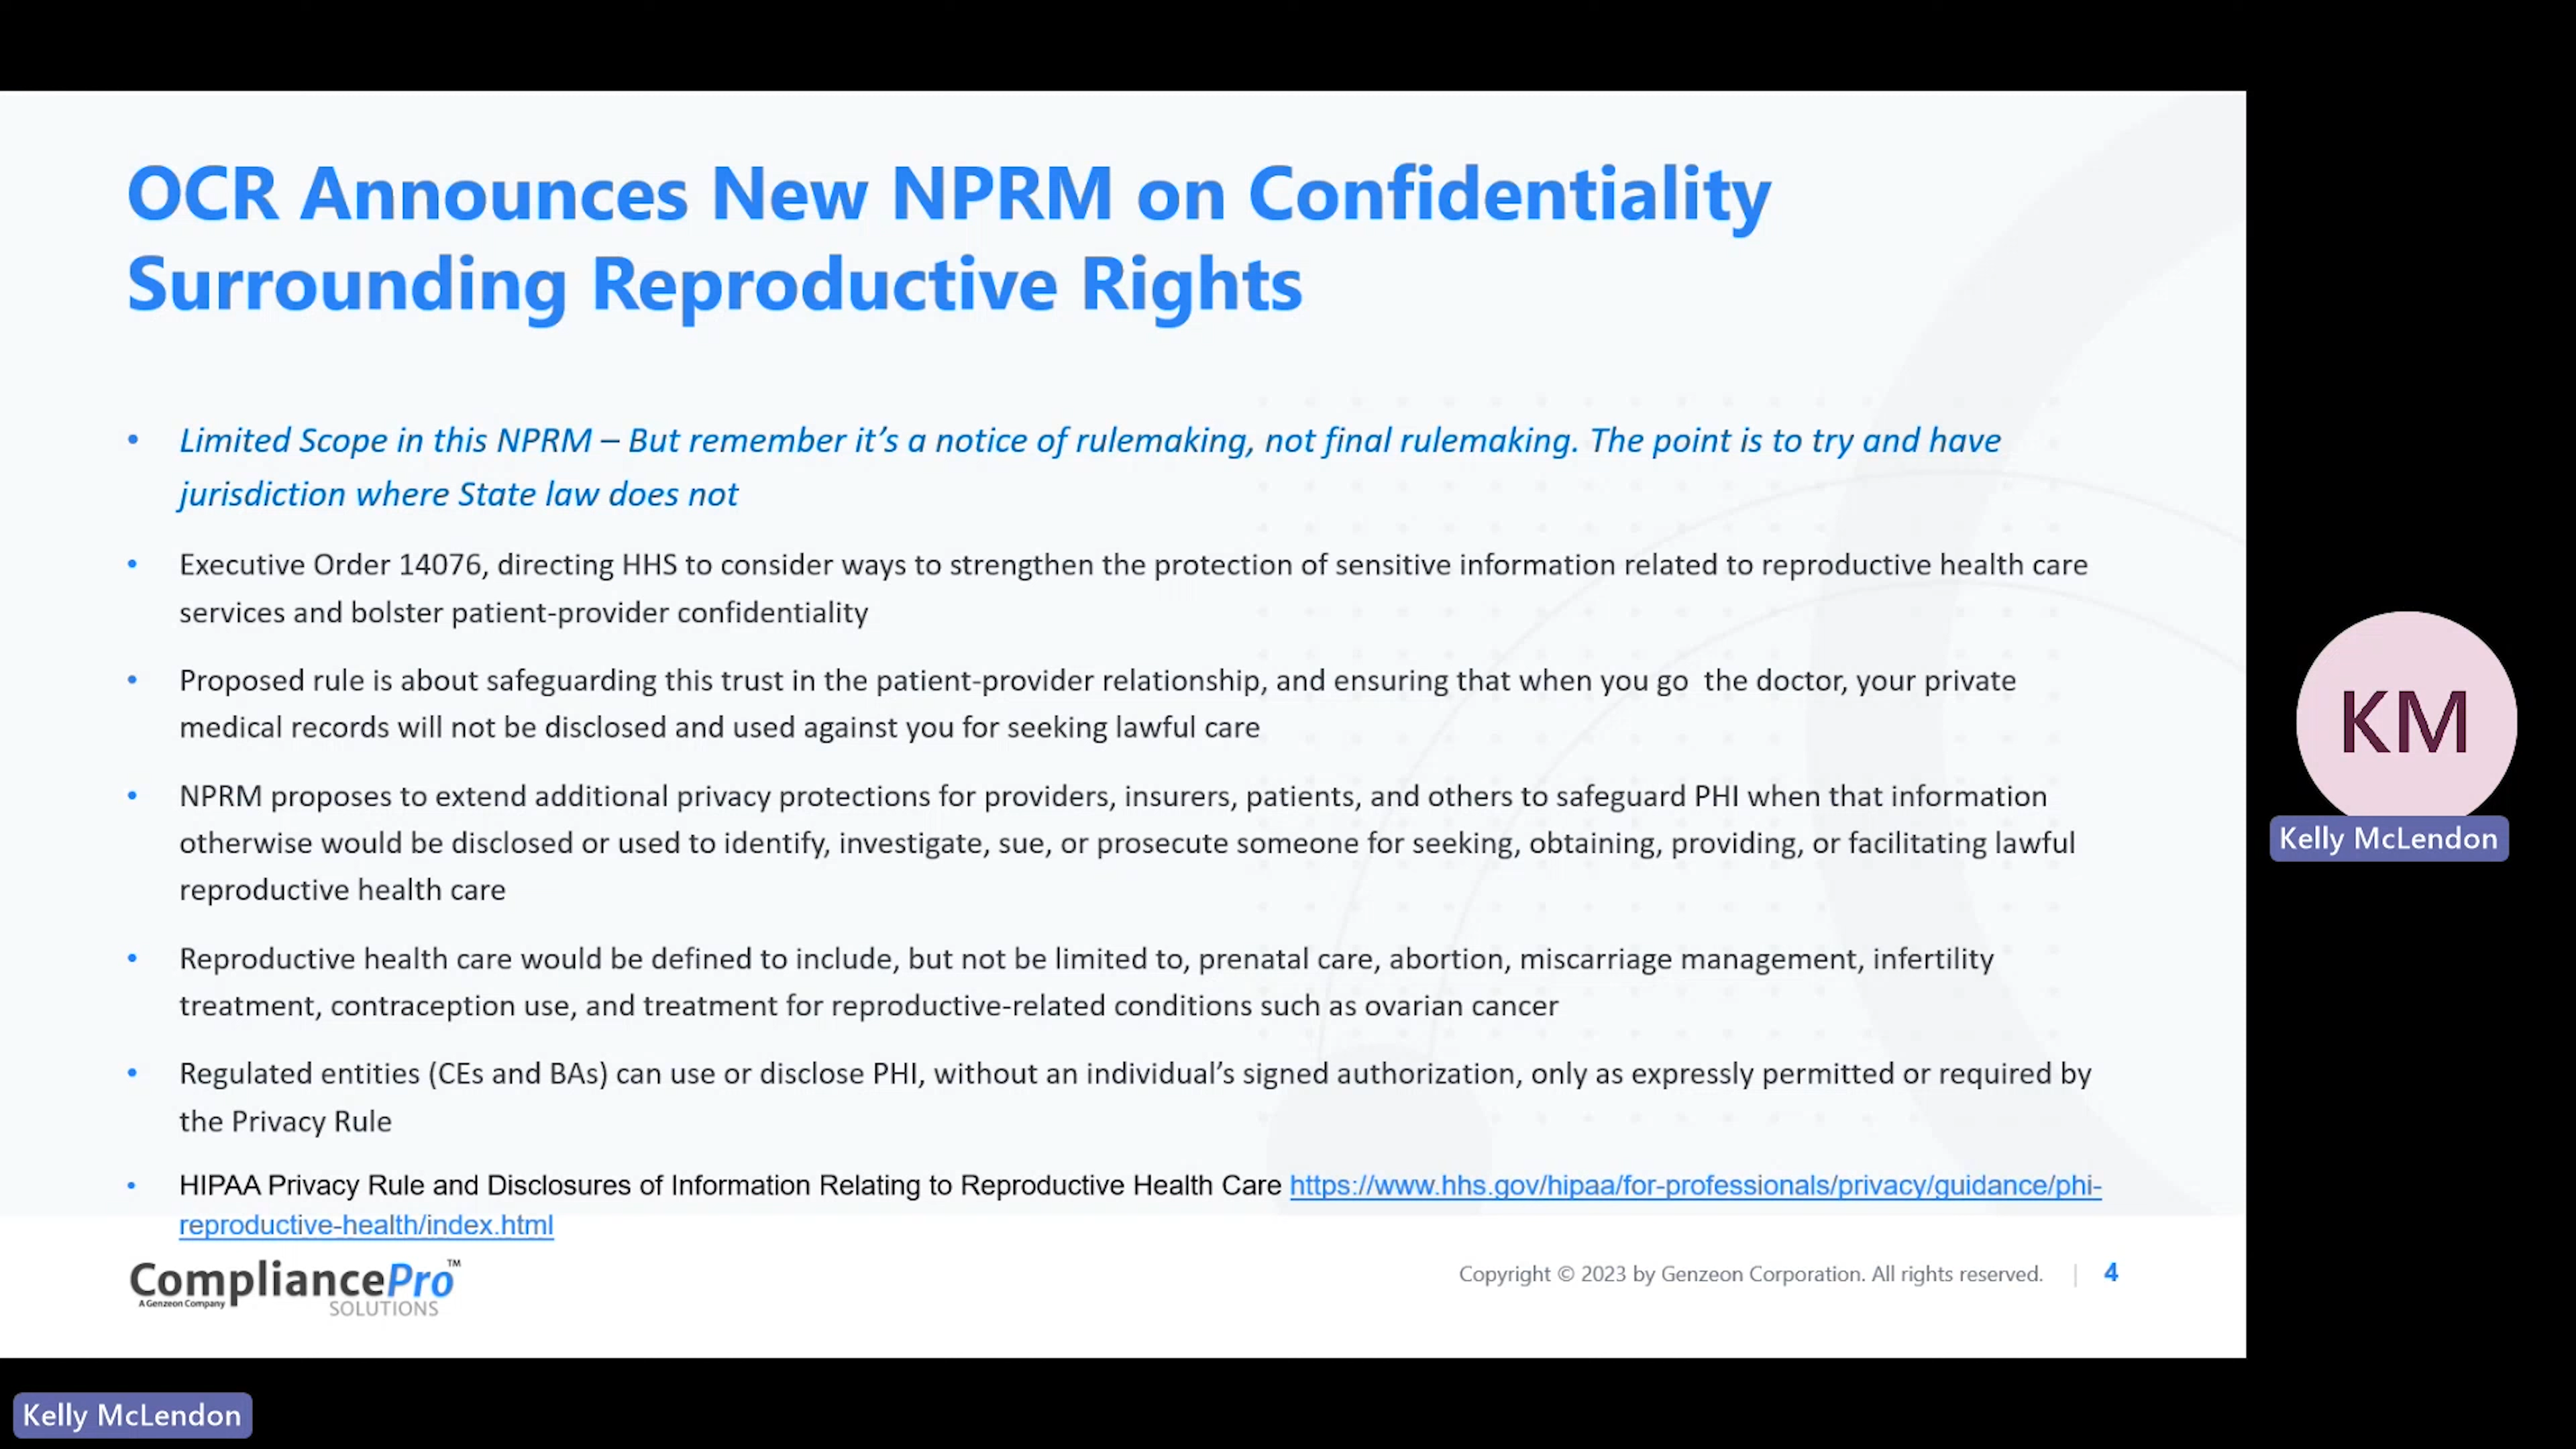 OCR Announces New NPRM on Confidentiality
Surrounding Reproductive Rights
• Limited Scope in this NPRM – But remember it's a notice of rulemaking, not final rulemaking. The point is to try and have
jurisdiction where State law does not
• Executive Order 14076, directing HHS to consider ways to strengthen the protection of sensitive information related to reproductive health care
services and bolster patient-provider confidentiality
• Proposed rule is about safeguarding this trust in the patient-provider relationship, and ensuring that when you go  the doctor, your private
medical records will not be disclosed and used against you for seeking lawful care
• NPRM proposes to extend additional privacy protections for providers, insurers, patients, and others to safeguard PHI when that information
otherwise would be disclosed or used to identify, investigate, sue, or prosecute someone for seeking, obtaining, providing, or facilitating lawful
reproductive health care
• Reproductive health care would be defined to include, but not be limited to, prenatal care, abortion, miscarriage management, infertility
treatment, contraception use, and treatment for reproductive-related conditions such as ovarian cancer
• Regulated entities (CEs and BAs) can use or disclose PHI, without an individual's signed authorization, only as expressly permitted or required by
the Privacy Rule
• HIPAA Privacy Rule and Disclosures of Information Relating to Reproductive Health Care https://www.hhs.gov/hipaa/for-professionals/privacy/guidance/phi-
reproductive-health/index.html
CompliancePro™
A Genzeon Company
SOLUTIONS
Copyright © 2023 by Genzeon Corporation. All rights reserved. | 4
KM
Kelly McLendon
Kelly McLendon